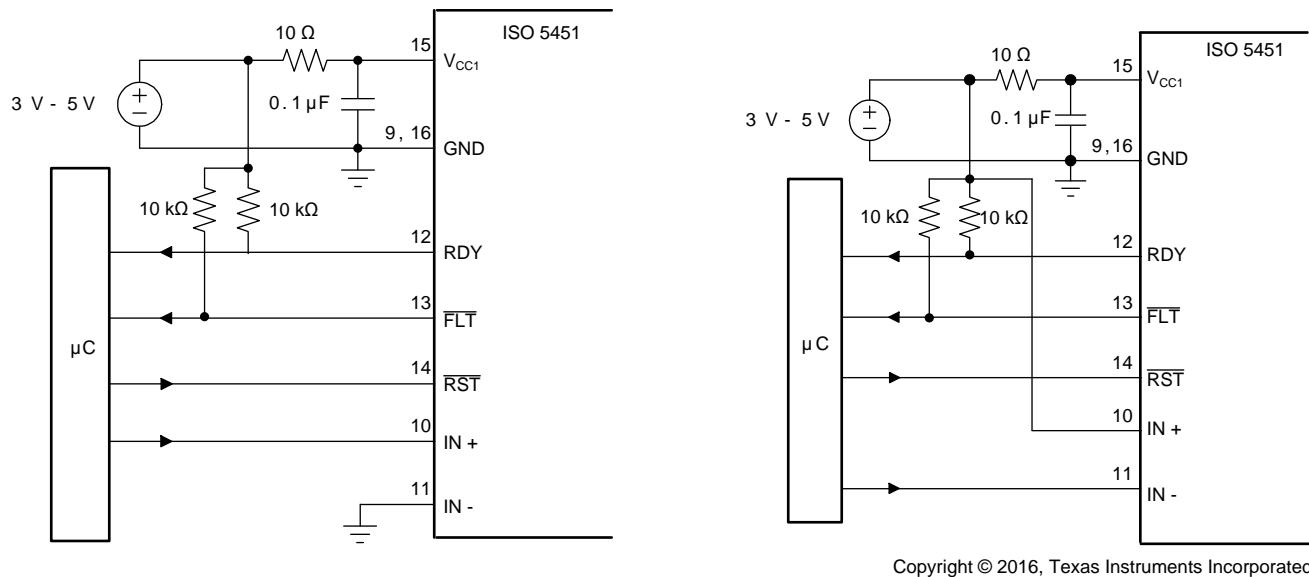 ISO 5451
10 Ω
15
VCC1
3 V - 5 V
0.1 µF
9, 16
GND
10 kΩ
10 kΩ
12
RDY
13
FLT
µC
14
RST
10
IN +
11
IN -
ISO 5451
10 Ω
15
VCC1
3 V - 5 V
0.1 µF
9, 16
GND
10 kΩ
10 kΩ
12
RDY
13
FLT
µC
14
RST
10
IN +
11
IN -
Copyright © 2016, Texas Instruments Incorporated